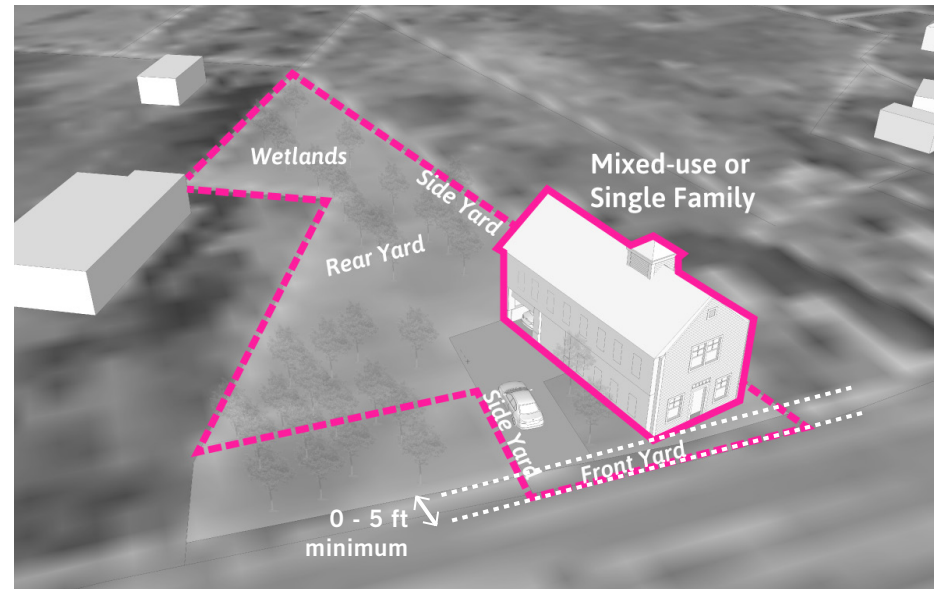 Wetlands
Side Yard
Mixed-use or
Single Family
Rear Yard
Side Yard
Front Yard
0 - 5 ft
minimum